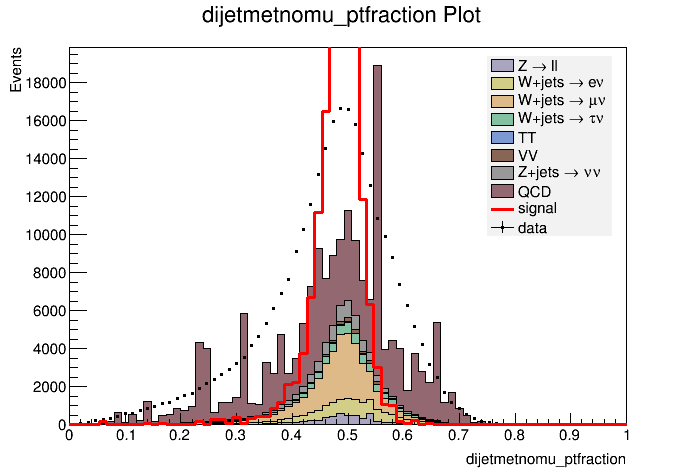 dijetmetnomu_ptfraction Plot
Events
18000
16000
14000
12000
10000
8000
6000
4000
2000
0
0 0.1 0.2 0.3 0.4 0.5 0.6 0.7 0.8 0.9 1
dijetmetnomu_ptfraction
Z → ll
W+jets → eν
W+jets → μν
W+jets → τν
TT
VV
Z+jets → νν
QCD
signal
data